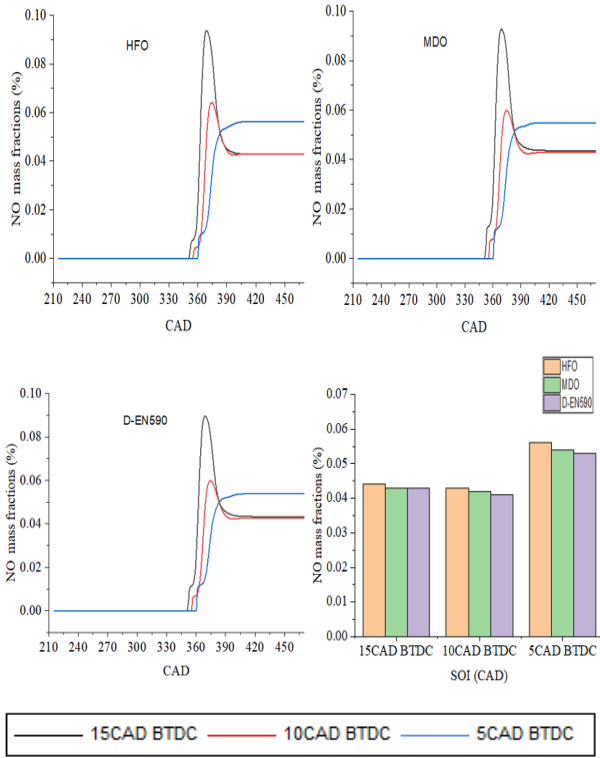 HFO
NO mass fractions (%)
0.10
0.08
0.06
0.04
0.02
0.00
210 240 270 300 330 360 390 420 450
CAD
MDO
NO mass fractions (%)
0.10
0.08
0.06
0.04
0.02
0.00
210 240 270 300 330 360 390 420 450
CAD
D-EN590
NO mass fractions (%)
0.10
0.08
0.06
0.04
0.02
0.00
210 240 270 300 330 360 390 420 450
CAD
HFO
MDO
D-EN590
NO mass fractions (%)
0.07
0.06
0.05
0.04
0.03
0.02
0.01
0.00
15CAD BTDC 10CAD BTDC 5CAD BTDC
SOI (CAD)
15CAD BTDC 10CAD BTDC 5CAD BTDC